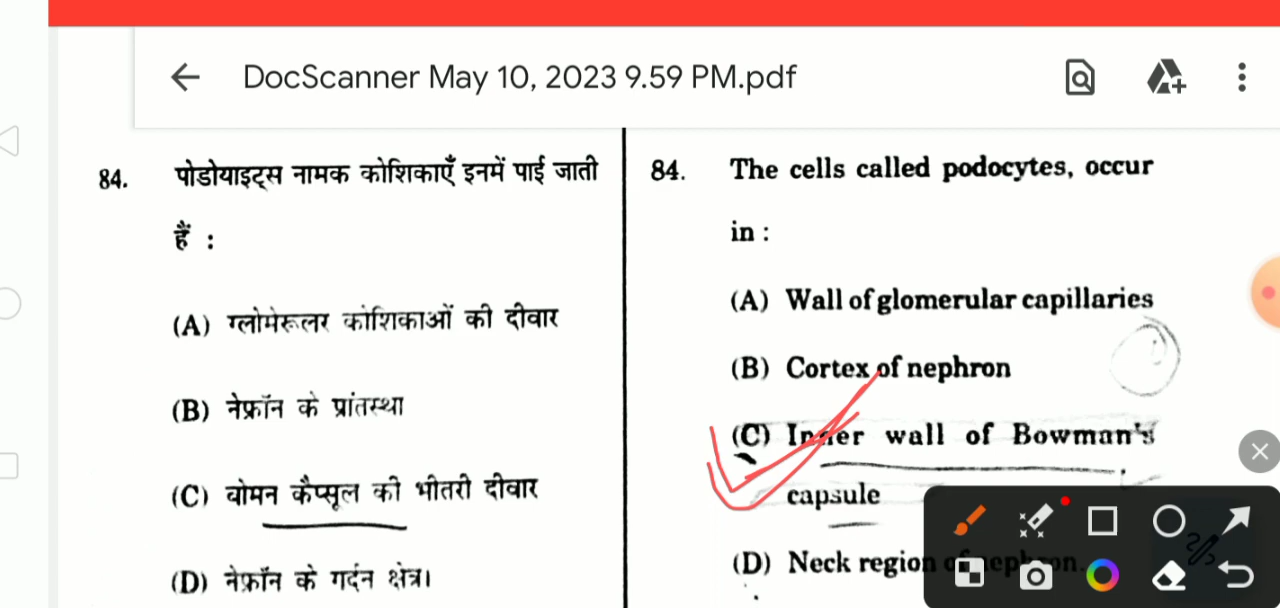 DocScanner May 10, 2023 9.59 PM.pdf
84. पोडोयाइट्स नामक कोशिकाएँ इनमें पाई जाती
हैं :
(A) ग्लोमेरूलर कोशिकाओं की दीवार
(B) नेफ्रॉन के प्रांतस्था
(C) बोमन कैप्सूल की भीतरी दीवार
(D) नेफ्रॉन के गर्दन क्षेत्र।
84. The cells called podocytes, occur
in :
(A) Wall of glomerular capillaries
(B) Cortex of nephron
(C) Inner wall of Bowman's
capsule
(D) Neck region of nephron.